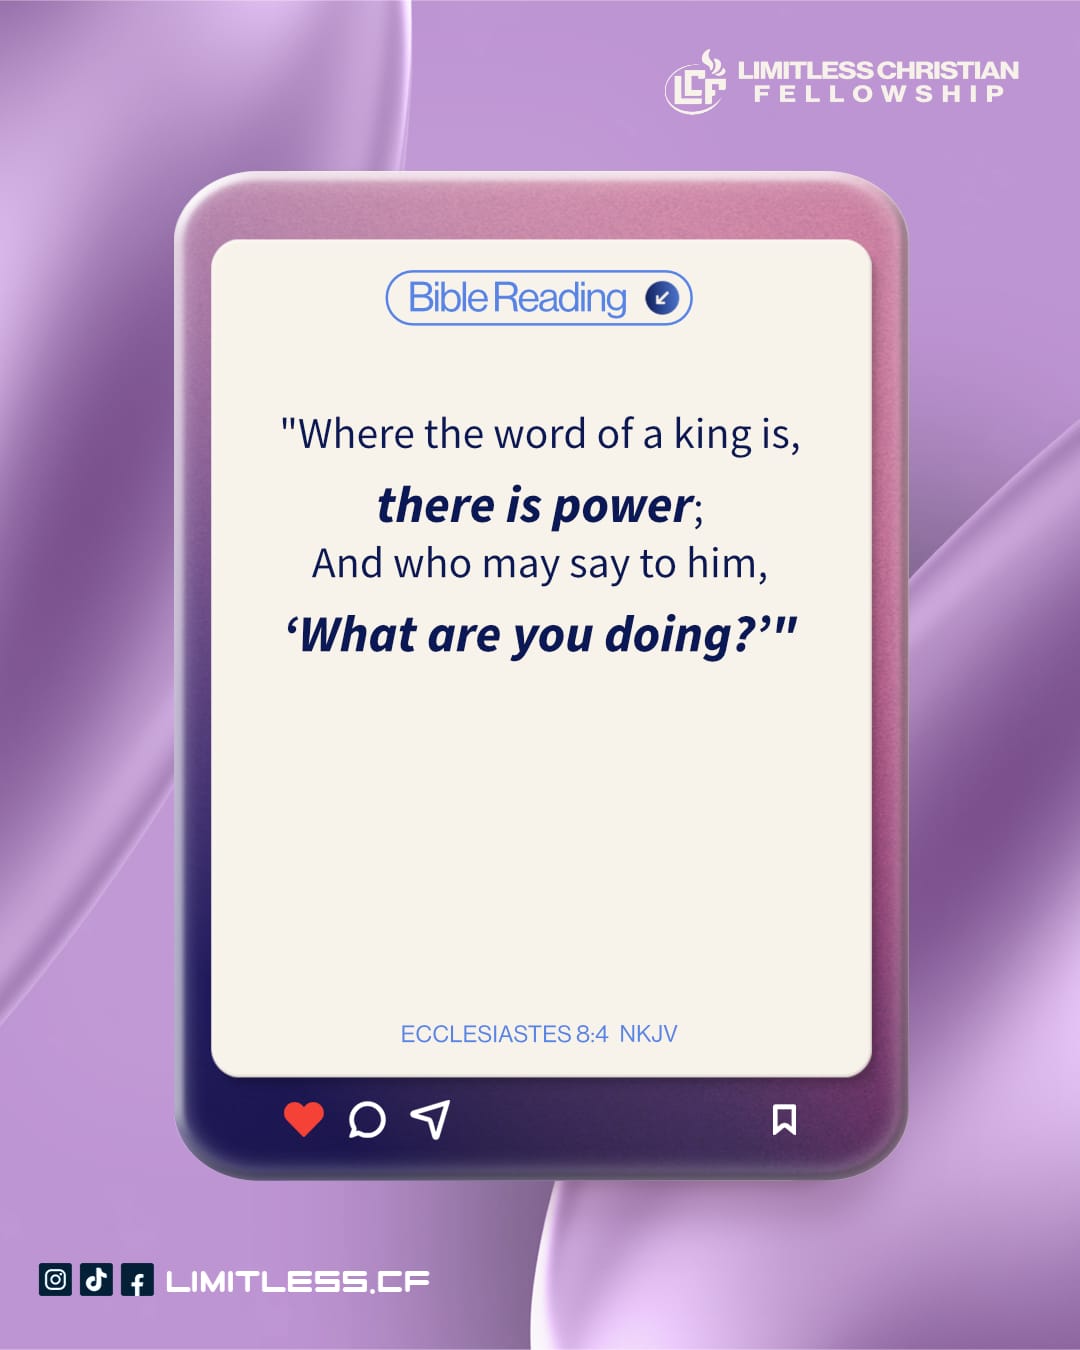 LCF
LIMITLESS CHRISTIAN
FELLOWSHIP
Bible Reading
"Where the word of a king is,
there is power;
And who may say to him,
‘What are you doing?’"
ECCLESIASTES 8:4 NKJV
LIMITLESS.CF